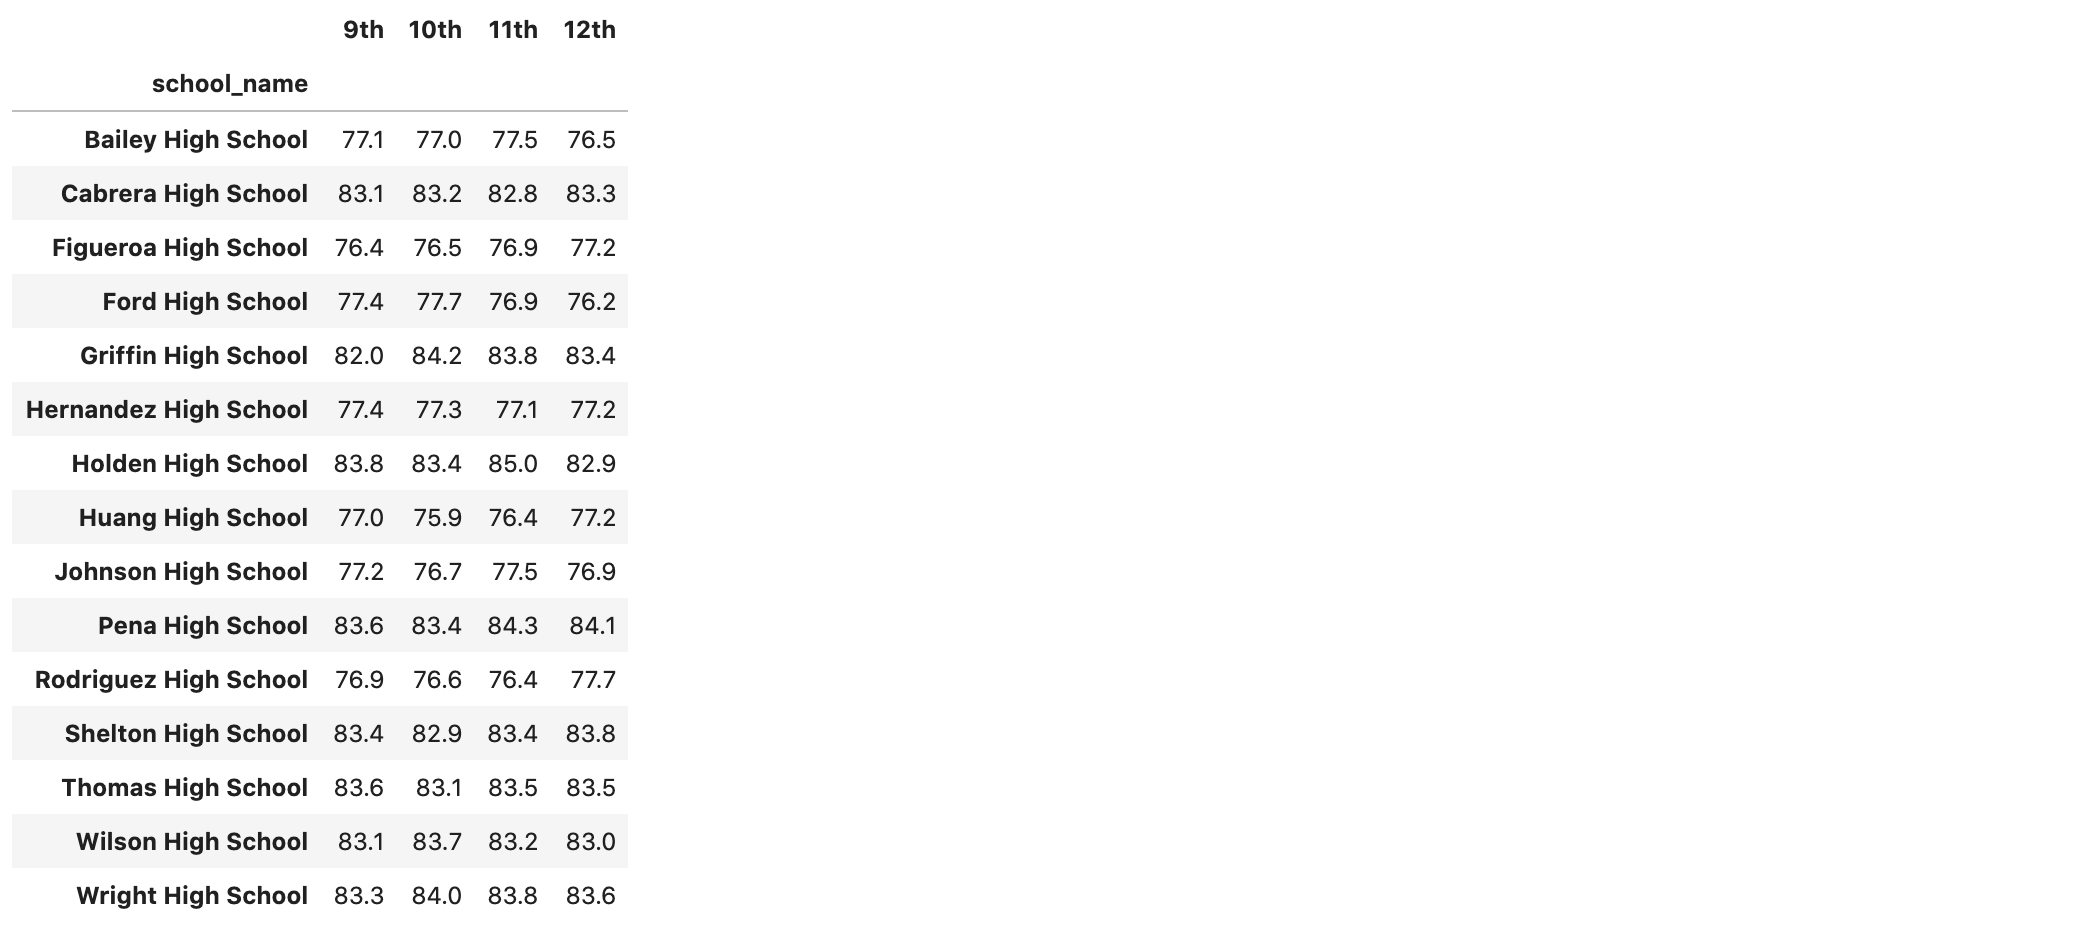 9th 10th 11th 12th
school_name
Bailey High School 77.1 77.0 77.5 76.5
Cabrera High School 83.1 83.2 82.8 83.3
Figueroa High School 76.4 76.5 76.9 77.2
Ford High School 77.4 77.7 76.9 76.2
Griffin High School 82.0 84.2 83.8 83.4
Hernandez High School 77.4 77.3 77.1 77.2
Holden High School 83.8 83.4 85.0 82.9
Huang High School 77.0 75.9 76.4 77.2
Johnson High School 77.2 76.7 77.5 76.9
Pena High School 83.6 83.4 84.3 84.1
Rodriguez High School 76.9 76.6 76.4 77.7
Shelton High School 83.4 82.9 83.4 83.8
Thomas High School 83.6 83.1 83.5 83.5
Wilson High School 83.1 83.7 83.2 83.0
Wright High School 83.3 84.0 83.8 83.6